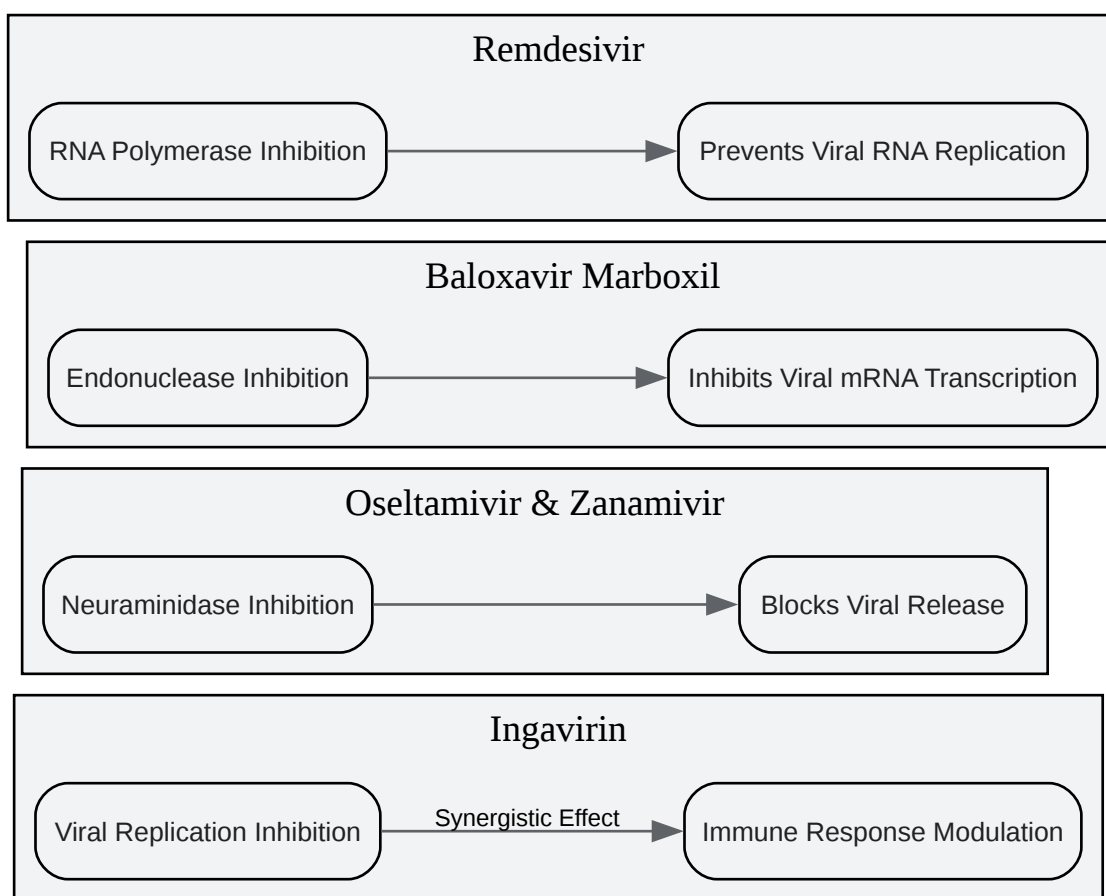 Remdesivir
RNA Polymerase Inhibition
Prevents Viral RNA Replication
Baloxavir Marboxil
Endonuclease Inhibition
Inhibits Viral mRNA Transcription
Oseltamivir & Zanamivir
Neuraminidase Inhibition
Blocks Viral Release
Ingavirin
Viral Replication Inhibition
Synergistic Effect
Immune Response Modulation